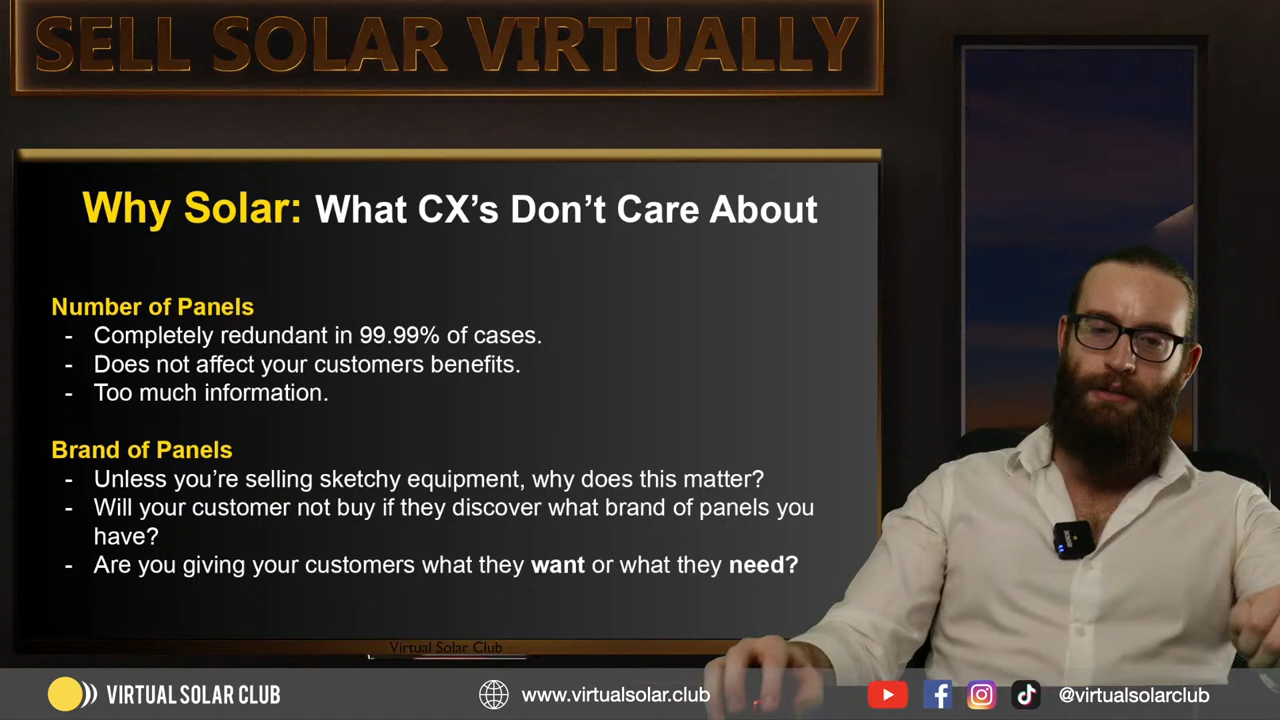 SELL SOLAR VIRTUALLY
Why Solar: What CX's Don't Care About
Number of Panels
- Completely redundant in 99.99% of cases.
- Does not affect your customers benefits.
- Too much information.
Brand of Panels
- Unless you're selling sketchy equipment, why does this matter?
- Will your customer not buy if they discover what brand of panels you
have?
- Are you giving your customers what they want or what they need?
Virtual Solar Club
VIRTUAL SOLAR CLUB
www.virtualsolar.club
@virtualsolarclub